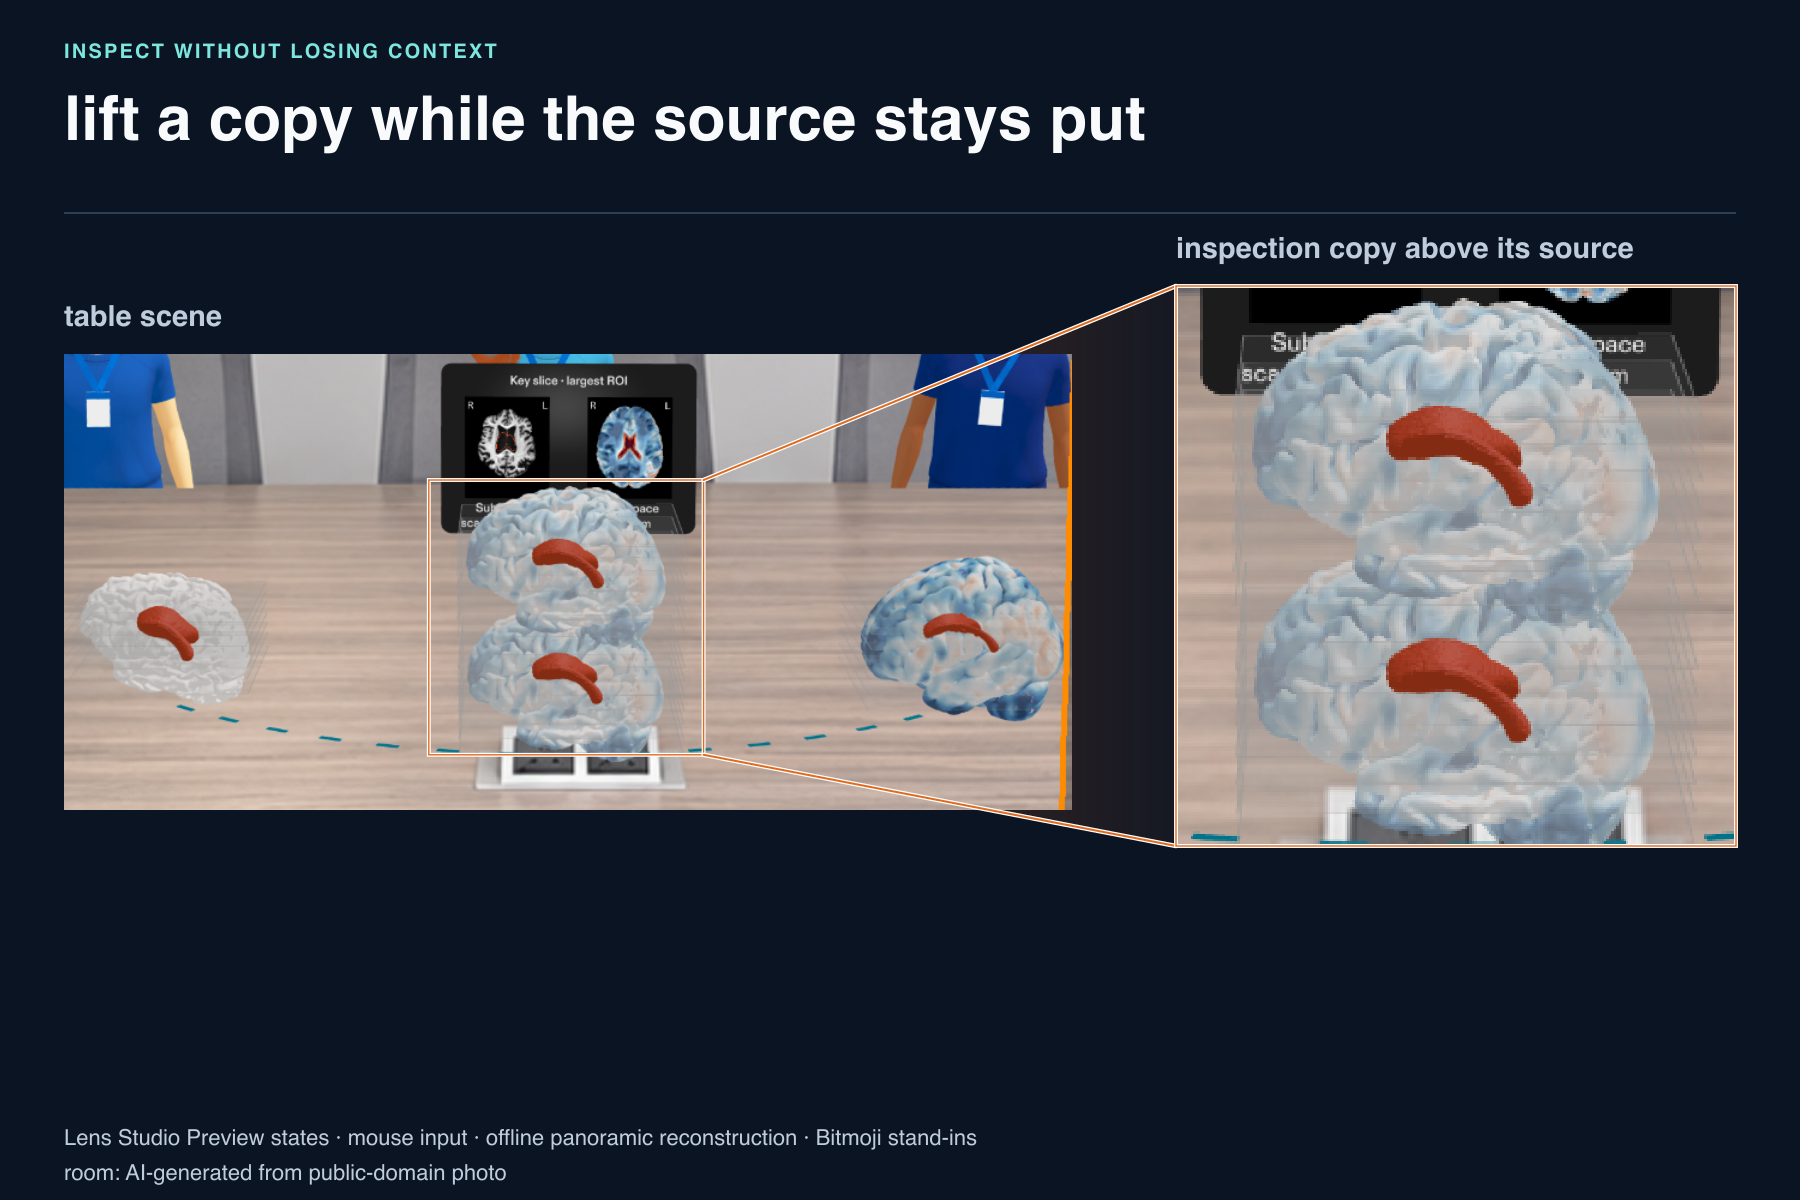 INSPECT WITHOUT LOSING CONTEXT
lift a copy while the source stays put
inspection copy above its source
table scene
Key slice · largest ROI
R L R L
Lens Studio Preview states · mouse input · offline panoramic reconstruction · Bitmoji stand-ins
room: AI-generated from public-domain photo